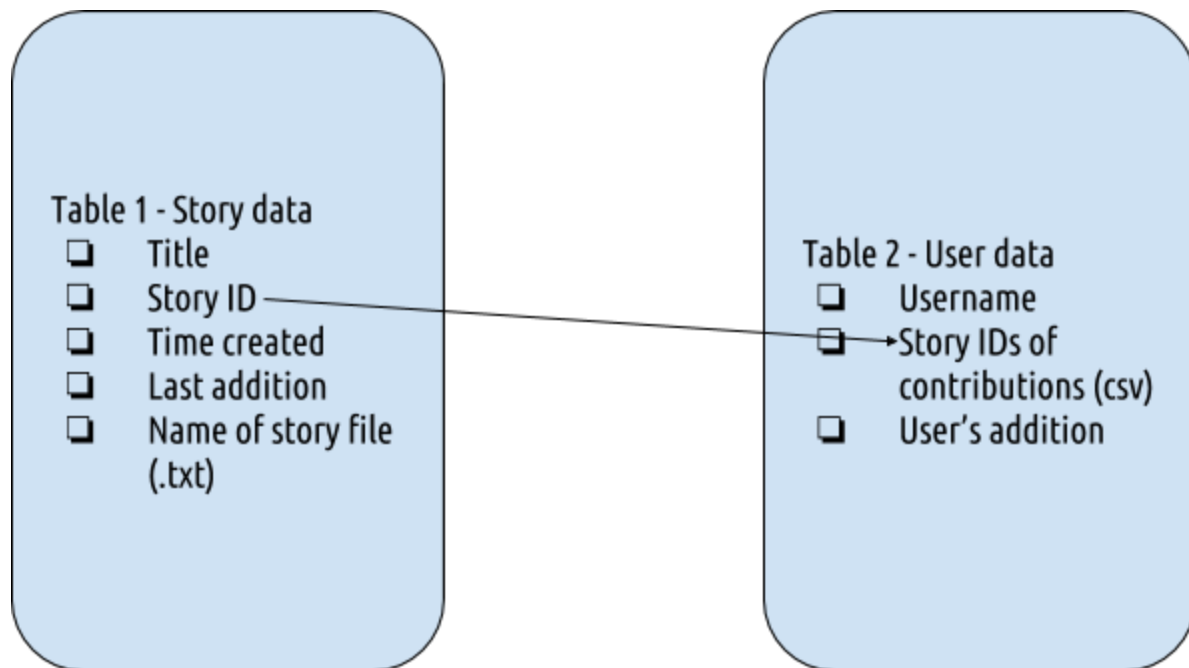 Table 1 - Story data
❏ Title
❏ Story ID
❏ Time created
❏ Last addition
❏ Name of story file
(.txt)
Table 2 - User data
❏ Username
❏ Story IDs of
contributions (csv)
❏ User’s addition